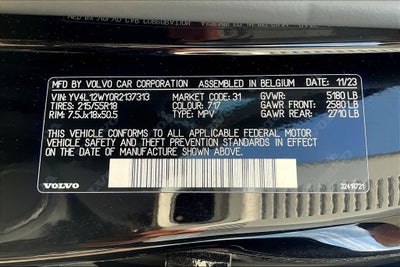 MFD BY VOLVO CAR CORPORATION ASSEMBLED IN BELGIUM DATE: 11/23
VIN: YV4L12WY0R2137313 MARKET CODE: 31 GVWR: 5180 LB
TIRES: 215/55R18 COLOUR: 717 GAWR FRONT: 2580 LB
RIM: 7.5Jx18x50.5 TYPE: MPV GAWR REAR: 2710 LB
THIS VEHICLE CONFORMS TO ALL APPLICABLE FEDERAL MOTOR
VEHICLE SAFETY AND THEFT PREVENTION STANDARDS IN EFFECT
ON THE DATE OF MANUFACTURE SHOWN ABOVE.
VOLVO 32418721